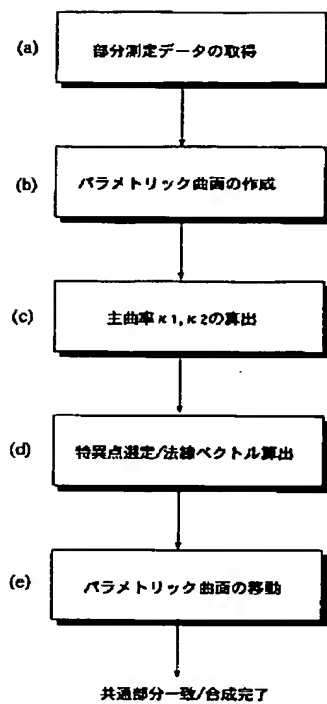 (a) 部分測定データの取得
(b) パラメトリック曲面の作成
(c) 主曲率κ1,κ2の算出
(d) 特異点選定/法線ベクトル算出
(e) パラメトリック曲面の移動
共通部分一致/合成完了